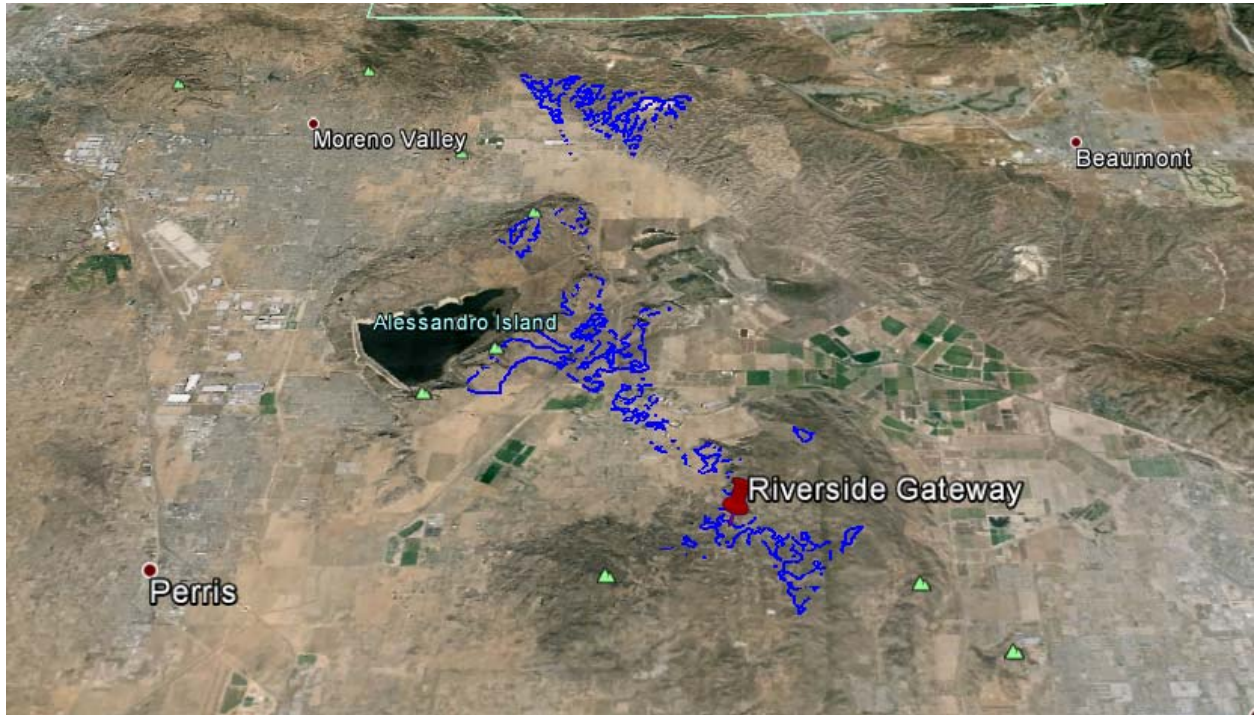 Moreno Valley
Beaumont
Alessandro Island
Riverside Gateway
Perris